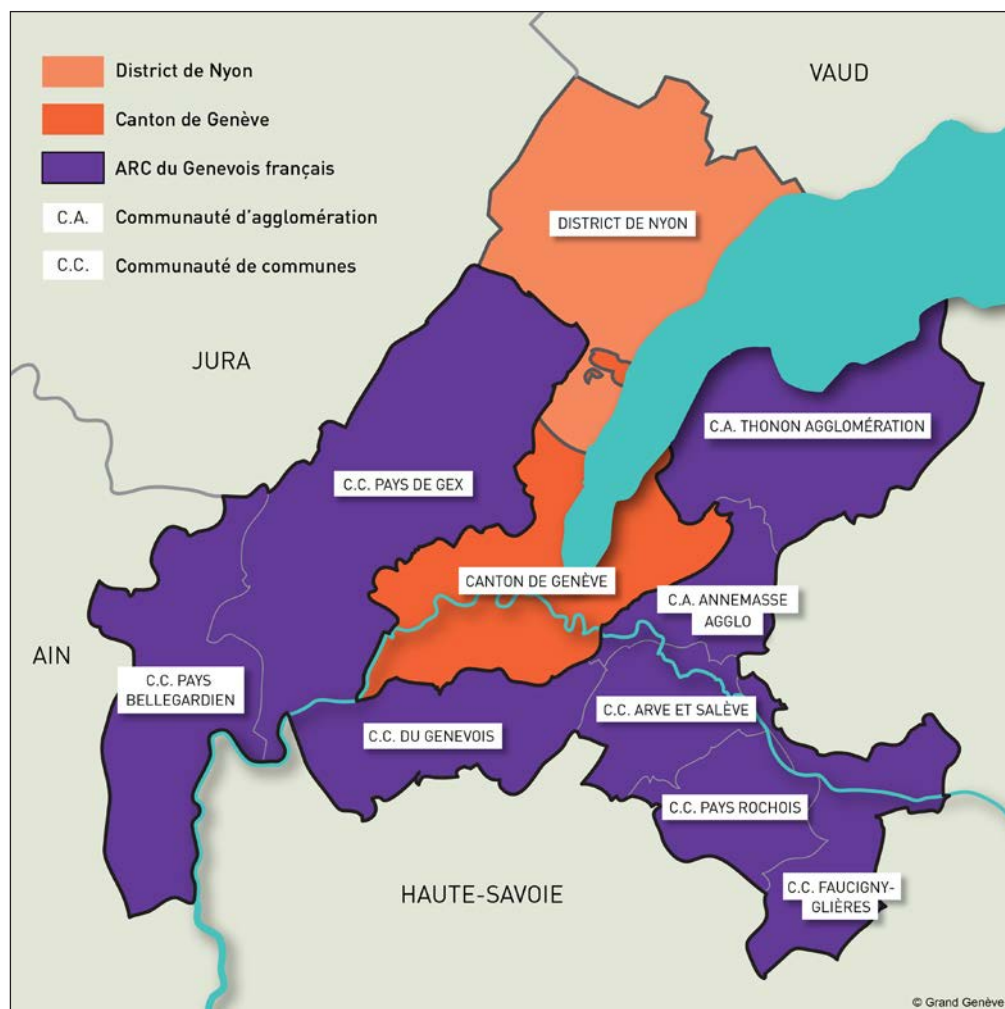 District de Nyon
Canton de Genève
ARC du Genevois français
C.A. Communauté d'agglomération
C.C. Communauté de communes
VAUD
DISTRICT DE NYON
JURA
C.A. THONON AGGLOMÉRATION
C.C. PAYS DE GEX
CANTON DE GENÈVE
C.A. ANNEMASSE
AGGLO
AIN
C.C. PAYS
BELLEGARDIEN
C.C. ARVE ET SALÈVE
C.C. DU GENEVOIS
C.C. PAYS ROCHOIS
HAUTE-SAVOIE
C.C. FAUCIGNY-
GLIÈRES
© Grand Genève